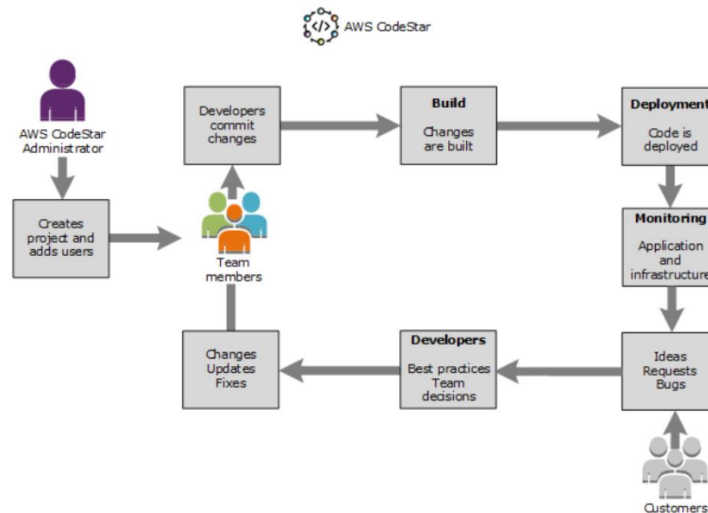 AWS CodeStar
AWS CodeStar
Administrator
Creates
project and
adds users
Developers
commit
changes
Build
Changes
are built
Deployment
Code is
deployed
Monitoring
Application
and
infrastructure
Team
members
Changes
Updates
Fixes
Developers
Best practices
Team
decisions
Ideas
Requests
Bugs
Customers